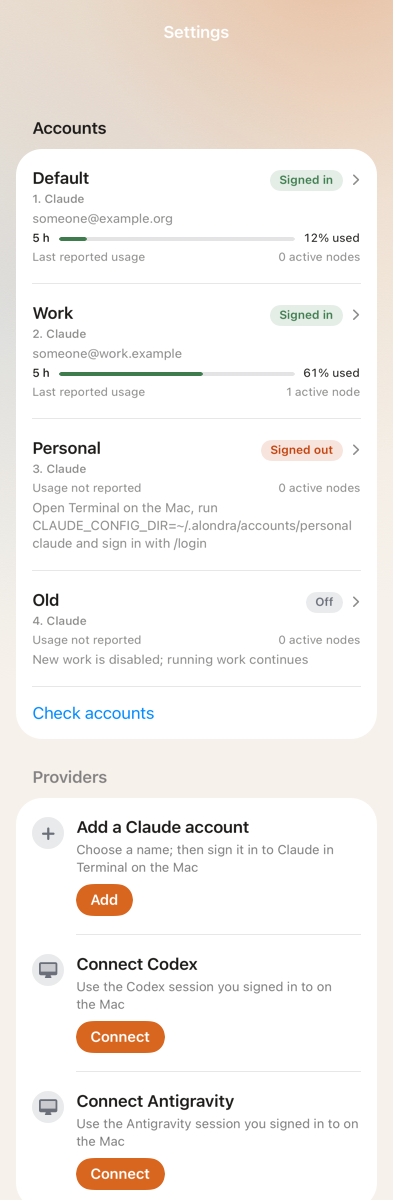 Settings
Accounts
Default
Signed in
1. Claude
someone@example.org
5 h
12% used
Last reported usage
0 active nodes
Work
Signed in
2. Claude
someone@work.example
5 h
61% used
Last reported usage
1 active node
Personal
Signed out
3. Claude
Usage not reported
0 active nodes
Open Terminal on the Mac, run
CLAUDE_CONFIG_DIR=~/.alondra/accounts/personal
claude and sign in with /login
Old
Off
4. Claude
Usage not reported
0 active nodes
New work is disabled; running work continues
Check accounts
Providers
Add a Claude account
Choose a name; then sign it in to Claude in
Terminal on the Mac
Add
Connect Codex
Use the Codex session you signed in to on
the Mac
Connect
Connect Antigravity
Use the Antigravity session you signed in to on
the Mac
Connect